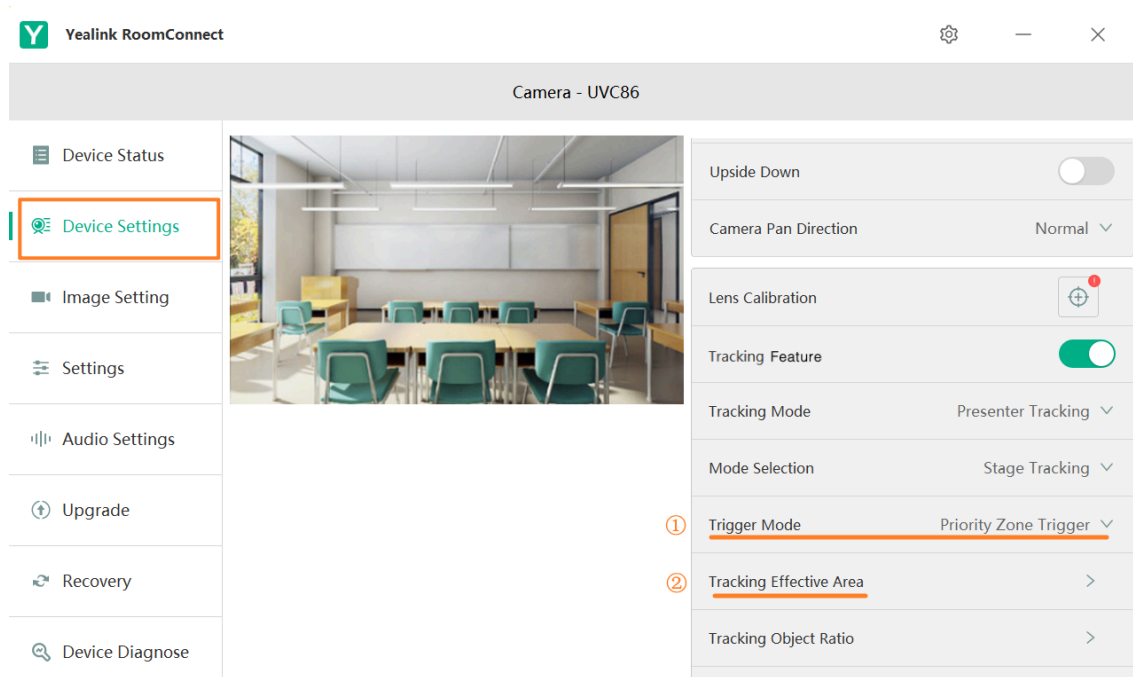 Y Yealink RoomConnect
Camera - UVC86
Device Status
Device Settings
Image Setting
Settings
Audio Settings
Upgrade
Recovery
Device Diagnose
Upside Down
Camera Pan Direction Normal
Lens Calibration !
Tracking Feature
Tracking Mode Presenter Tracking
Mode Selection Stage Tracking
① Trigger Mode Priority Zone Trigger
② Tracking Effective Area
Tracking Object Ratio